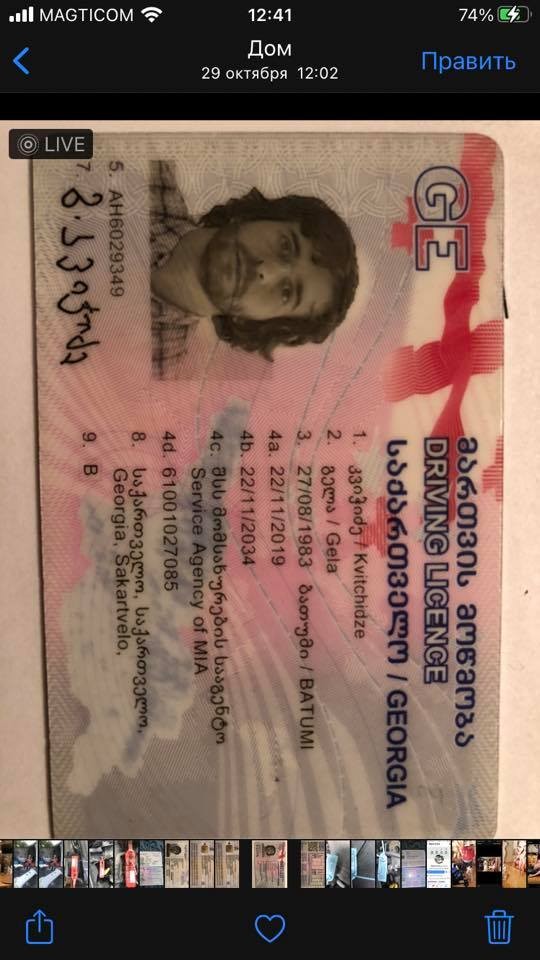 MAGTICOM 12:41 74%
Дом
29 октября 12:02
Править
LIVE
GE
მართვის მოწმობა
DRIVING LICENCE
საქართველო / GEORGIA
1. კვიჭიძე / Kvitchidze
2. გელა / Gela
3. 27/08/1983 ბათუმი / BATUMI
4a. 22/11/2019
4b. 22/11/2034
4c. შსს მომსახურების სააგენტო
Service Agency of MIA
4d. 61001027085
8. საქართველო, საქართველო,
Georgia, Sakartvelo,
9. B
5. AH6029349
7.